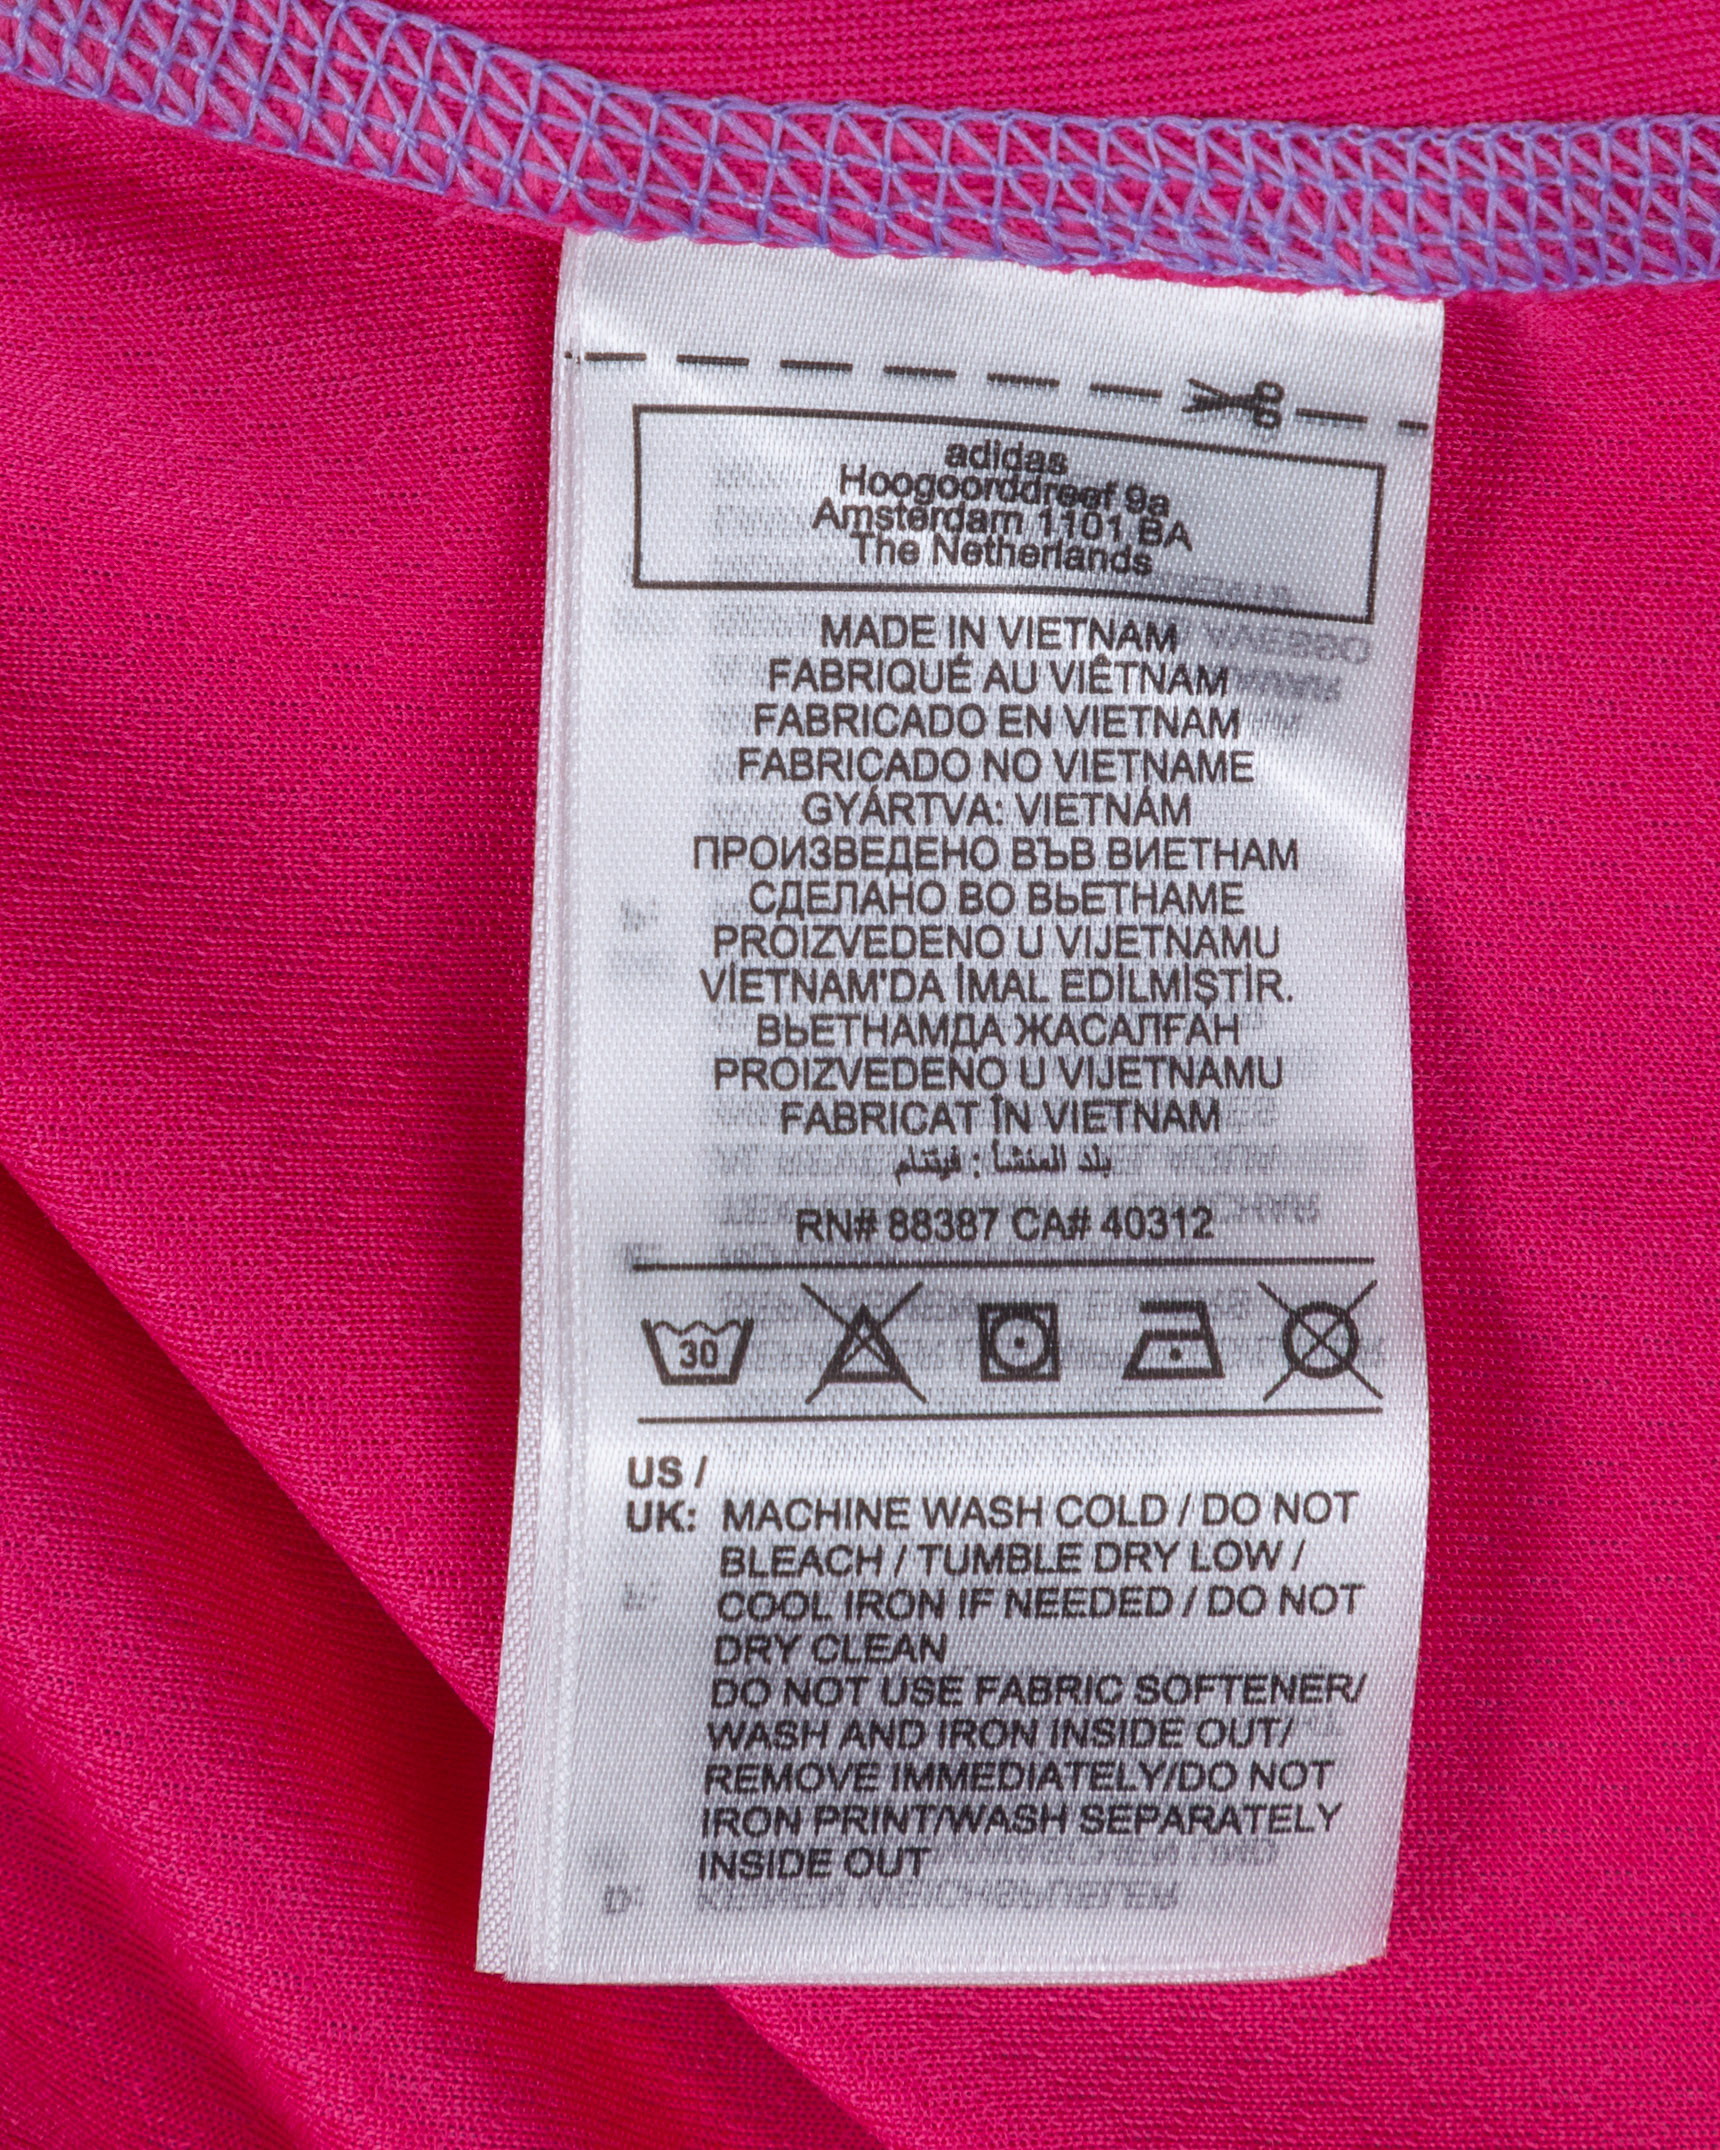 adidas
Hoogoorddreef 9a
Amsterdam 1101 BA
The Netherlands
MADE IN VIETNAM
FABRIQUÉ AU VIÊTNAM
FABRICADO EN VIETNAM
FABRICADO NO VIETNAME
GYÁRTVA: VIETNÁM
ПРОИЗВЕДЕНО ВЪВ ВИЕТНАМ
СДЕЛАНО ВО ВЬЕТНАМЕ
PROIZVEDENO U VIJETNAMU
VİETNAM'DA İMAL EDİLMİŞTİR.
ВЬЕТНАМДА ЖАСАЛҒАН
PROIZVEDENO U VIJETNAMU
FABRICAT ÎN VIETNAM
بلد المنشأ : فيتنام
RN# 88387 CA# 40312
30
US /
UK: MACHINE WASH COLD / DO NOT
BLEACH / TUMBLE DRY LOW /
COOL IRON IF NEEDED / DO NOT
DRY CLEAN
DO NOT USE FABRIC SOFTENER/
WASH AND IRON INSIDE OUT/
REMOVE IMMEDIATELY/DO NOT
IRON PRINT/WASH SEPARATELY
INSIDE OUT